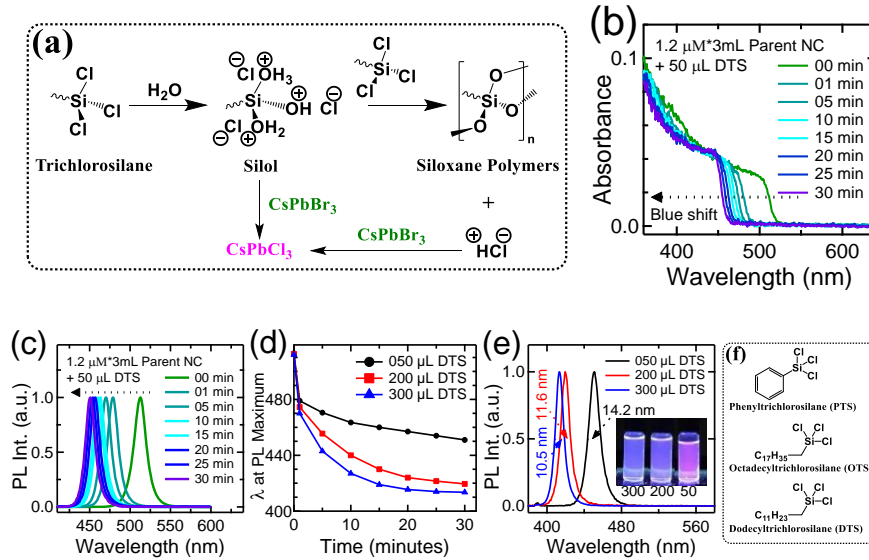 (a)
Cl
Si
Cl
Cl
H₂O
Cl
⊖
⊕
OH₃
Si
⊕
OH
Cl
⊖
Cl
⊖
⊕
OH₂
Cl
Si
Cl
Cl
O
Si
O
O
n
Trichlorosilane
Silol
Siloxane Polymers
CsPbBr₃
+
CsPbCl₃
CsPbBr₃
⊕ ⊖
HCl
(b)
0.1
0.0
Absorbance
1.2 μM*3mL Parent NC
+ 50 μL DTS
00 min
01 min
05 min
10 min
15 min
20 min
25 min
30 min
Blue shift
400 500 600
Wavelength (nm)
(c)
1.0
0.5
0.0
PL Int. (a.u.)
1.2 μM*3mL Parent NC
+ 50 μL DTS
00 min
01 min
05 min
10 min
15 min
20 min
25 min
30 min
450 500 550 600
Wavelength (nm)
(d)
480
440
400
λ at PL Maximum
050 μL DTS
200 μL DTS
300 μL DTS
0 10 20 30
Time (minutes)
(e)
1.0
0.5
0.0
PL Int. (a.u.)
050 μL DTS
200 μL DTS
300 μL DTS
10.5 nm
11.6 nm
14.2 nm
300 200 50
400 480 560
Wavelength (nm)
(f)
Cl
Si
Cl
Cl
Phenyltrichlorosilane (PTS)
Cl Cl
Si
Cl
C₁₇H₃₅
Octadecyltrichlorosilane (OTS)
Cl Cl
Si
Cl
C₁₁H₂₃
Dodecyltrichlorosilane (DTS)